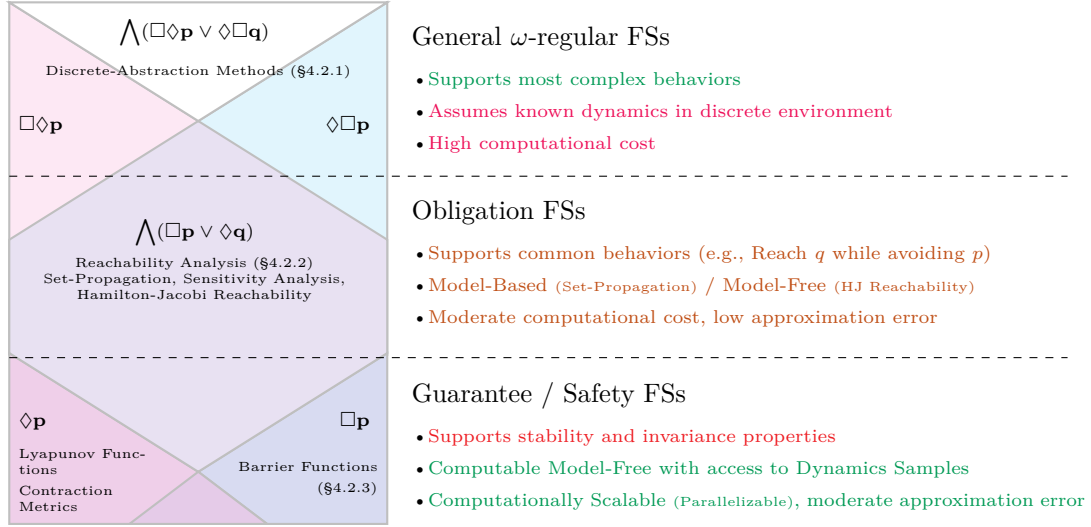 ⋀(□◇p ∨ ◇□q)
Discrete-Abstraction Methods (§4.2.1)
□◇p
◇□p
⋀(□p ∨ ◇q)
Reachability Analysis (§4.2.2)
Set-Propagation, Sensitivity Analysis,
Hamilton-Jacobi Reachability
◇p
Lyapunov Func-
tions
Contraction
Metrics
□p
Barrier Functions
(§4.2.3)
General ω-regular FSs
• Supports most complex behaviors
• Assumes known dynamics in discrete environment
• High computational cost
Obligation FSs
• Supports common behaviors (e.g., Reach q while avoiding p)
• Model-Based (Set-Propagation) / Model-Free (HJ Reachability)
• Moderate computational cost, low approximation error
Guarantee / Safety FSs
• Supports stability and invariance properties
• Computable Model-Free with access to Dynamics Samples
• Computationally Scalable (Parallelizable), moderate approximation error